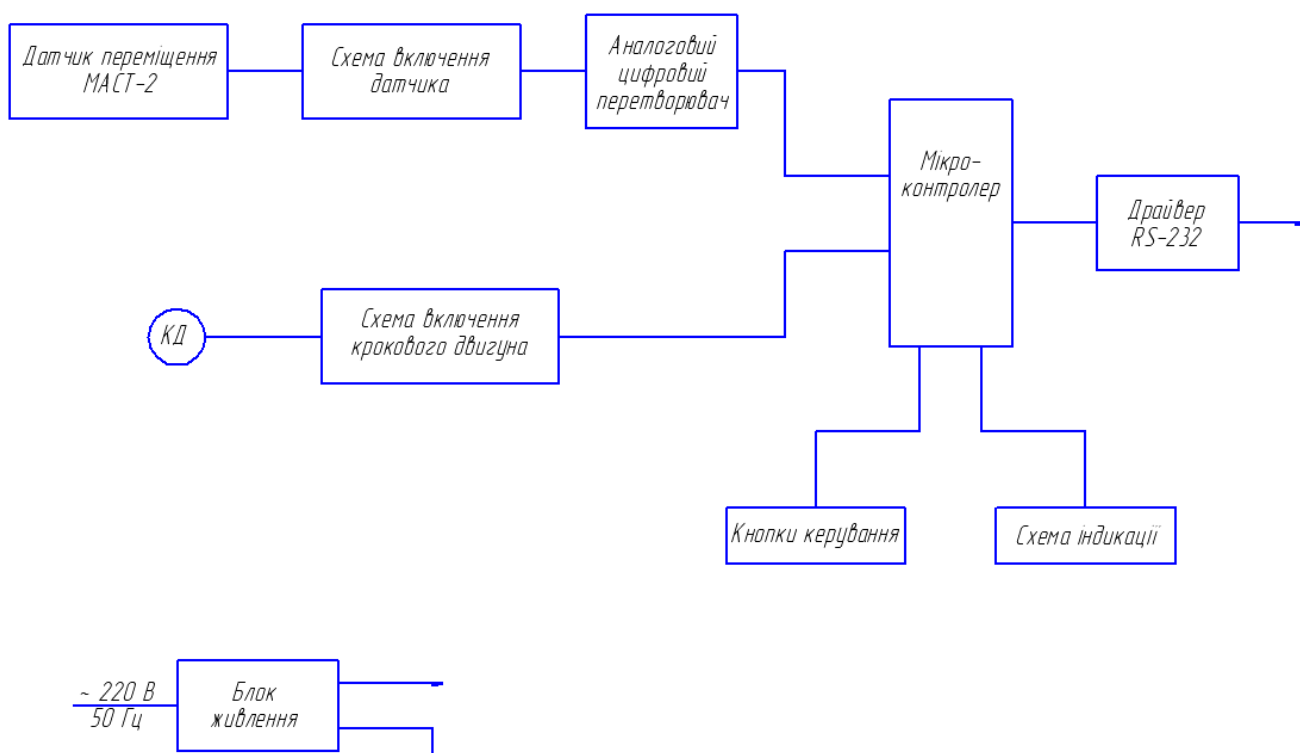 Датчик переміщення
МАСТ-2
Схема включення
датчика
Аналоговий
цифровий
перетворювач
Мікро-
контролер
Драйвер
RS-232
КД
Схема включення
крокового двигуна
Кнопки керування
Схема індикації
~ 220 В
50 Гц
Блок
живлення